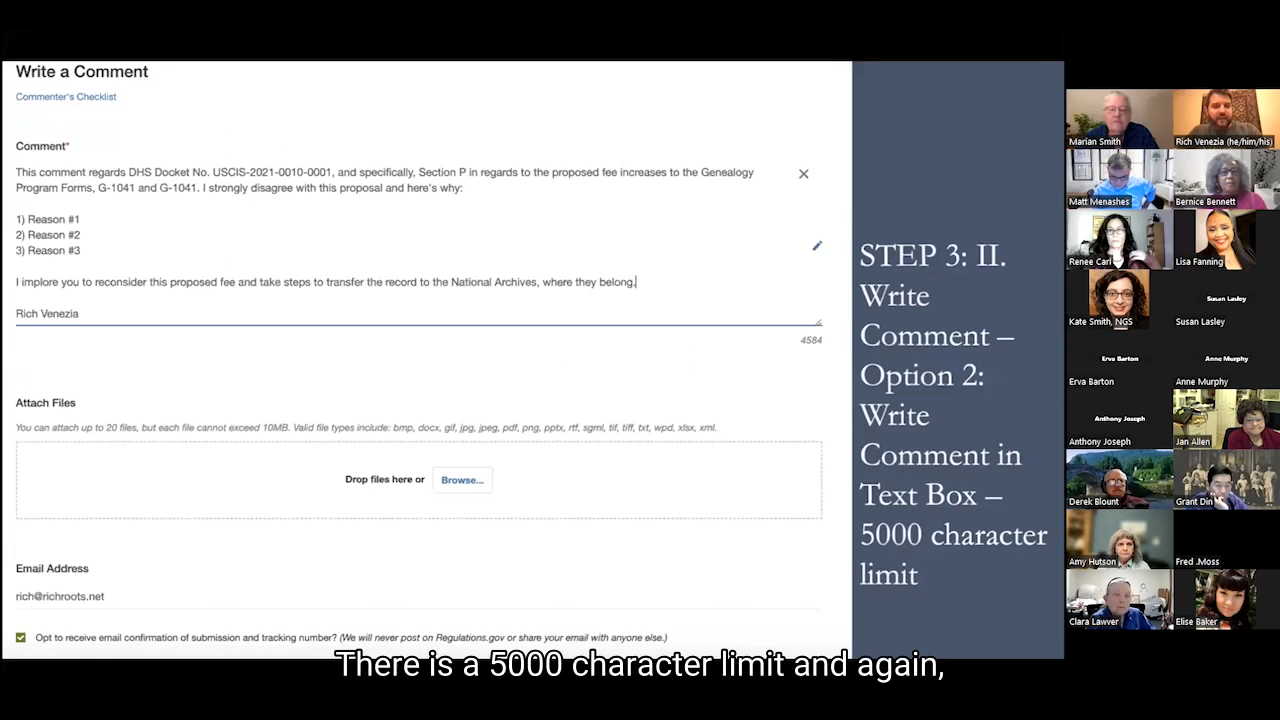 Write a Comment
Commenter's Checklist
Comment*
This comment regards DHS Docket No. USCIS-2021-0010-0001, and specifically, Section P in regards to the proposed fee increases to the Genealogy
Program Forms, G-1041 and G-1041. I strongly disagree with this proposal and here's why:
1) Reason #1
2) Reason #2
3) Reason #3
I implore you to reconsider this proposed fee and take steps to transfer the record to the National Archives, where they belong.
Rich Venezia
4584
Attach Files
You can attach up to 20 files, but each file cannot exceed 10MB. Valid file types include: bmp, docx, gif, jpg, jpeg, pdf, png, pptx, rtf, sgml, tif, tiff, txt, wpd, xlsx, xml.
Drop files here or Browse...
Email Address
rich@richroots.net
Opt to receive email confirmation of submission and tracking number? (We will never post on Regulations.gov or share your email with anyone else.)
STEP 3: II.
Write
Comment –
Option 2:
Write
Comment in
Text Box –
5000 character
limit
Marian Smith
Rich Venezia (he/him/his)
Matt Menashes
Bernice Bennett
Renee Carl
Lisa Fanning
Kate Smith, NGS
Susan Lasley
Susan Lasley
Erva Barton
Erva Barton
Anne Murphy
Anne Murphy
Anthony Joseph
Anthony Joseph
Jan Allen
Derek Blount
Grant Din
Amy Hutson
Fred .Moss
Clara Lawver
Elise Baker
There is a 5000 character limit and again,